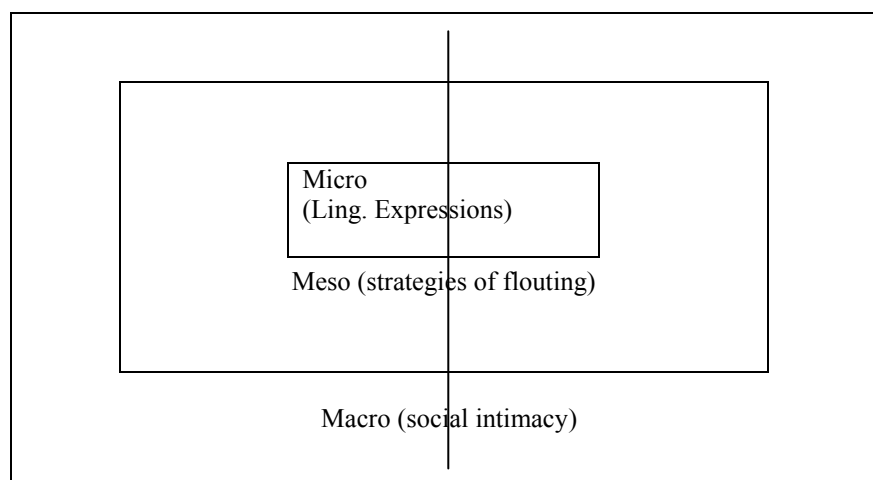 Micro
(Ling. Expressions)
Meso (strategies of flouting)
Macro (social intimacy)